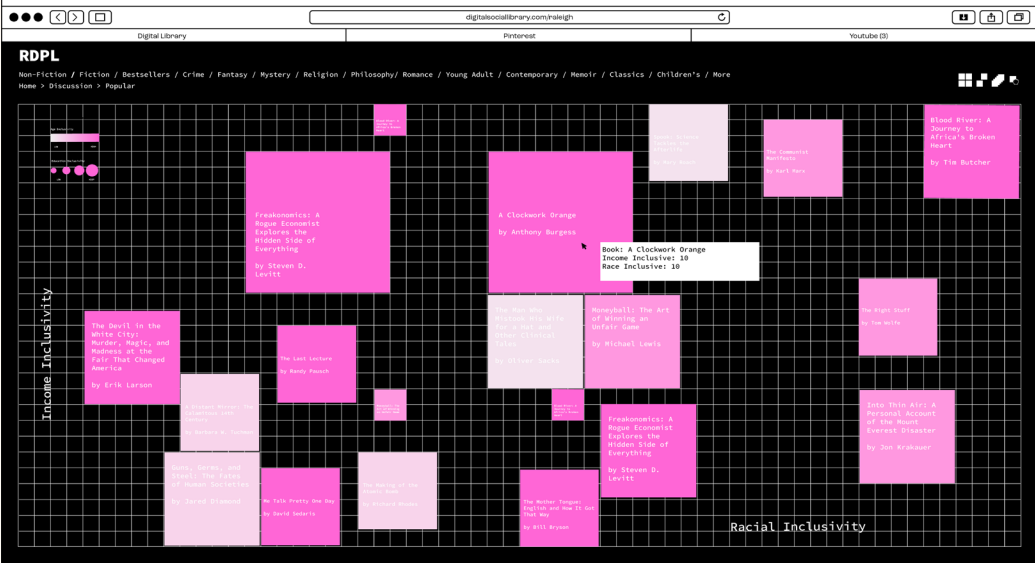 digitalsociallibrary.com/raleigh
Digital Library
Pinterest
Youtube (3)
RDPL
Non-Fiction / Fiction / Bestsellers / Crime / Fantasy / Mystery / Religion / Philosophy/ Romance / Young Adult / Contemporary / Memoir / Classics / Children's / More
Home > Discussion > Popular
Blood River: A
Journey to
Africa's Broken
Heart
by Tim Butcher
The Communist
Manifesto
by Karl Marx
Freakonomics: A
Rogue Economist
Explores the
Hidden Side of
Everything
by Steven D.
Levitt
A Clockwork Orange
by Anthony Burgess
Book: A Clockwork Orange
Income Inclusive: 10
Race Inclusive: 10
Income Inclusivity
The Devil in the
White City:
Murder, Magic, and
Madness at the
Fair That Changed
America
by Erik Larson
The Last Lecture
by Randy Pausch
The Man Who
Mistook His Wife
for a Hat and
Other Clinical
Tales
by Oliver Sacks
Moneyball: The Art
of Winning an
Unfair Game
by Michael Lewis
The Right Stuff
by Tom Wolfe
Guns, Germs, and
Steel: The Fates
of Human Societies
by Jared Diamond
Me Talk Pretty One Day
by David Sedaris
The Mother Tongue:
English and How It Got
That Way
by Bill Bryson
Freakonomics: A
Rogue Economist
Explores the
Hidden Side of
Everything
by Steven D.
Levitt
Into Thin Air: A
Personal Account
of the Mount
Everest Disaster
by Jon Krakauer
Racial Inclusivity